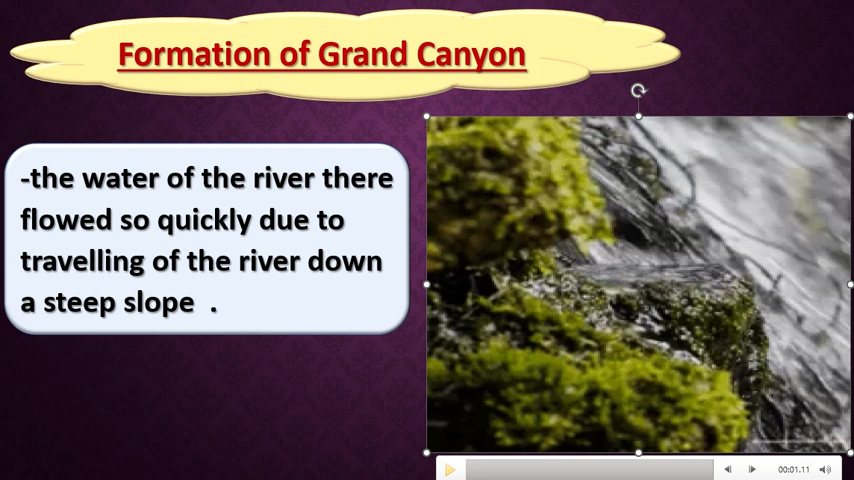 Formation of Grand Canyon
-the water of the river there
flowed so quickly due to
travelling of the river down
a steep slope  .
00:01.11